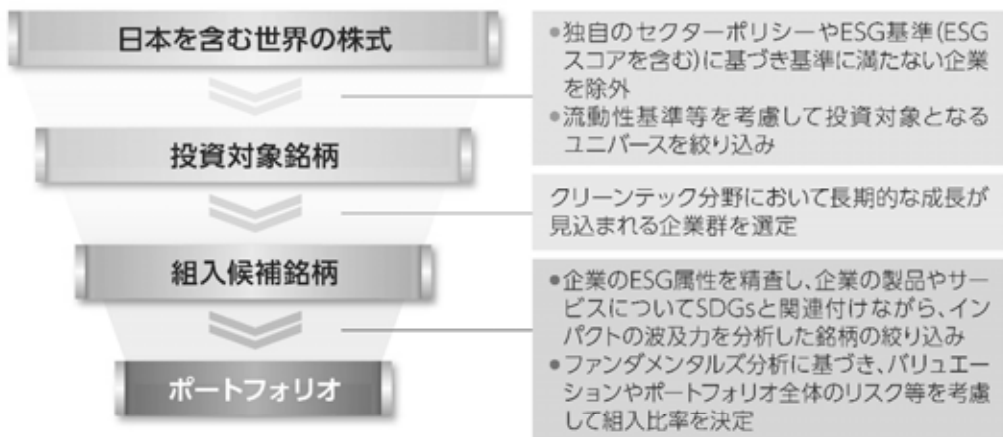 日本を含む世界の株式
●独自のセクターポリシーやESG基準(ESG
スコアを含む)に基づき基準に満たない企業
を除外
●流動性基準等を考慮して投資対象となる
ユニバースを絞り込み
投資対象銘柄
クリーンテック分野において長期的な成長が
見込まれる企業群を選定
組入候補銘柄
●企業のESG属性を精査し、企業の製品やサー
ビスについてSDGsと関連付けながら、イン
パクトの波及力を分析した銘柄の絞り込み
●ファンダメンタルズ分析に基づき、バリュエー
ションやポートフォリオ全体のリスク等を考慮
して組入比率を決定
ポートフォリオ